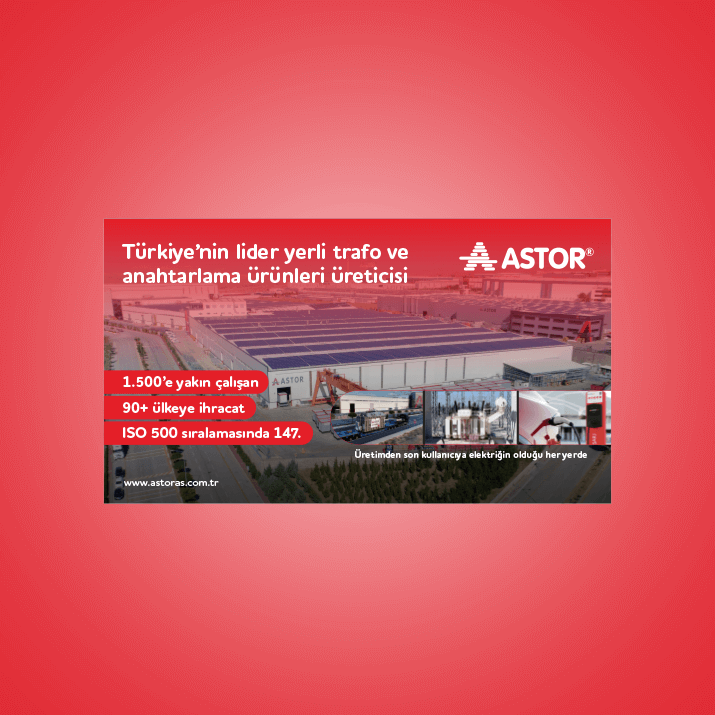 Türkiye'nin lider yerli trafo ve
anahtarlama ürünleri üreticisi
ASTOR®
ASTOR
1.500'e yakın çalışan
90+ ülkeye ihracat
ISO 500 sıralamasında 147.
Üretimden son kullanıcıya elektriğin olduğu her yerde
www.astoras.com.tr